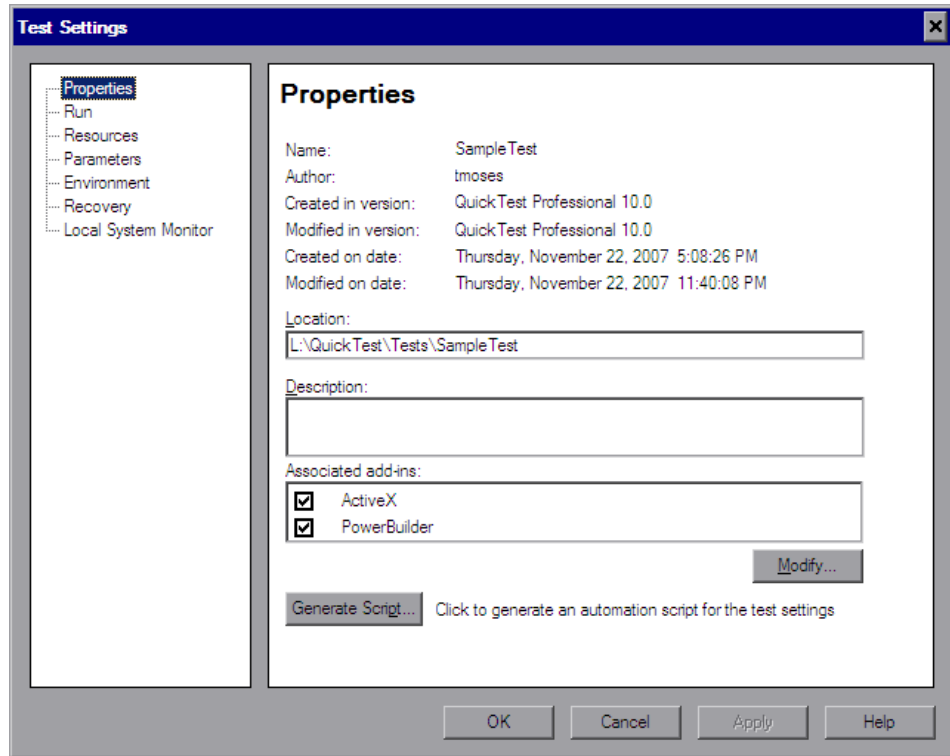 Test Settings
Properties
Run
Resources
Parameters
Environment
Recovery
Local System Monitor
Properties
Name: SampleTest
Author: tmoses
Created in version: QuickTest Professional 10.0
Modified in version: QuickTest Professional 10.0
Created on date: Thursday, November 22, 2007 5:08:26 PM
Modified on date: Thursday, November 22, 2007 11:40:08 PM
Location:
L:\QuickTest\Tests\SampleTest
Description:
Associated add-ins:
ActiveX
PowerBuilder
Modify...
Generate Script... Click to generate an automation script for the test settings
OK Cancel Apply Help